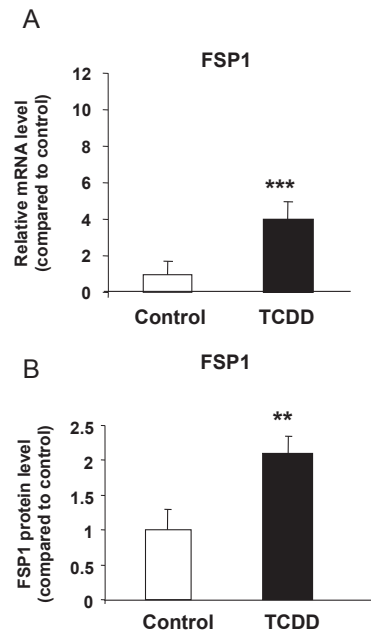 A
FSP1
Relative mRNA level
(compared to control)
12
10
8
6
4
2
0
***
Control
TCDD
B
FSP1
FSP1 protein level
(compared to control)
2.5
2
1.5
1
0.5
0
**
Control
TCDD